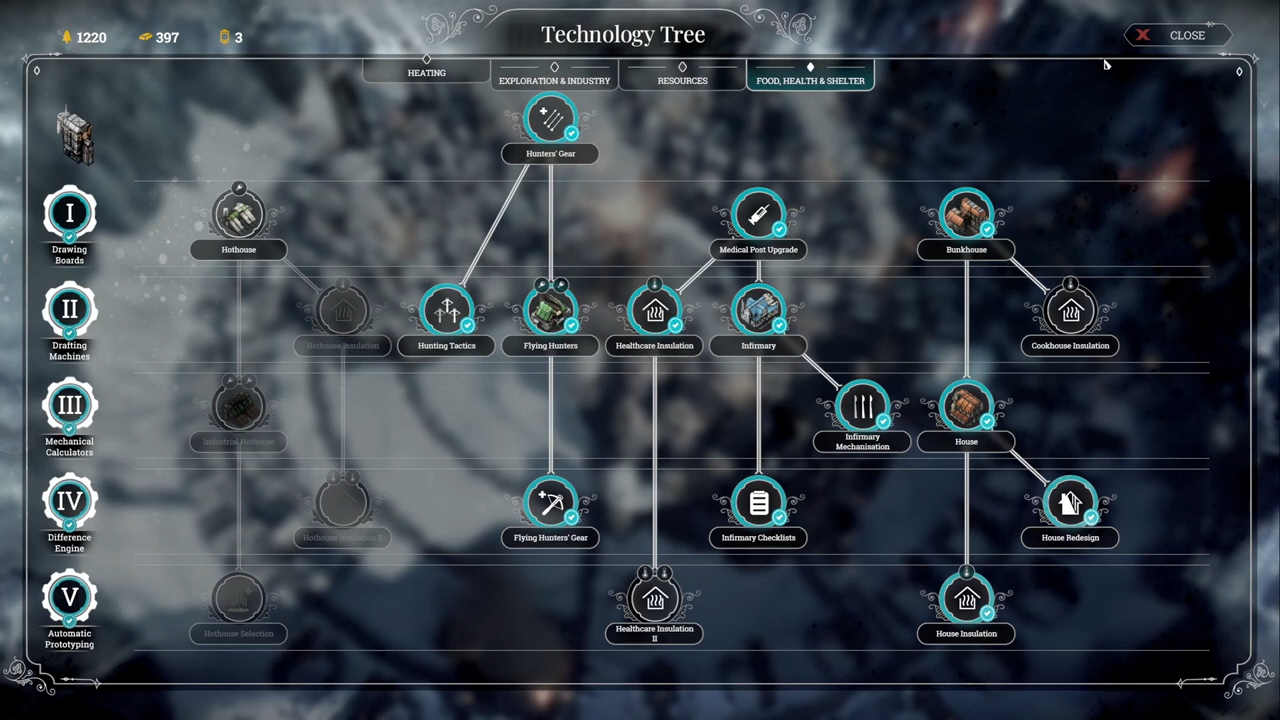 1220
397
3
Technology Tree
CLOSE
HEATING
EXPLORATION & INDUSTRY
RESOURCES
FOOD, HEALTH & SHELTER
Hunters' Gear
I
Drawing
Boards
Hothouse
Medical Post Upgrade
Bunkhouse
II
Drafting
Machines
Hothouse Insulation
Hunting Tactics
Flying Hunters
Healthcare Insulation
Infirmary
Cookhouse Insulation
III
Mechanical
Calculators
Industrial Hothouse
Infirmary
Mechanisation
House
IV
Difference
Engine
Hothouse Insulation II
Flying Hunters' Gear
Infirmary Checklists
House Redesign
V
Automatic
Prototyping
Hothouse Selection
Healthcare Insulation
II
House Insulation